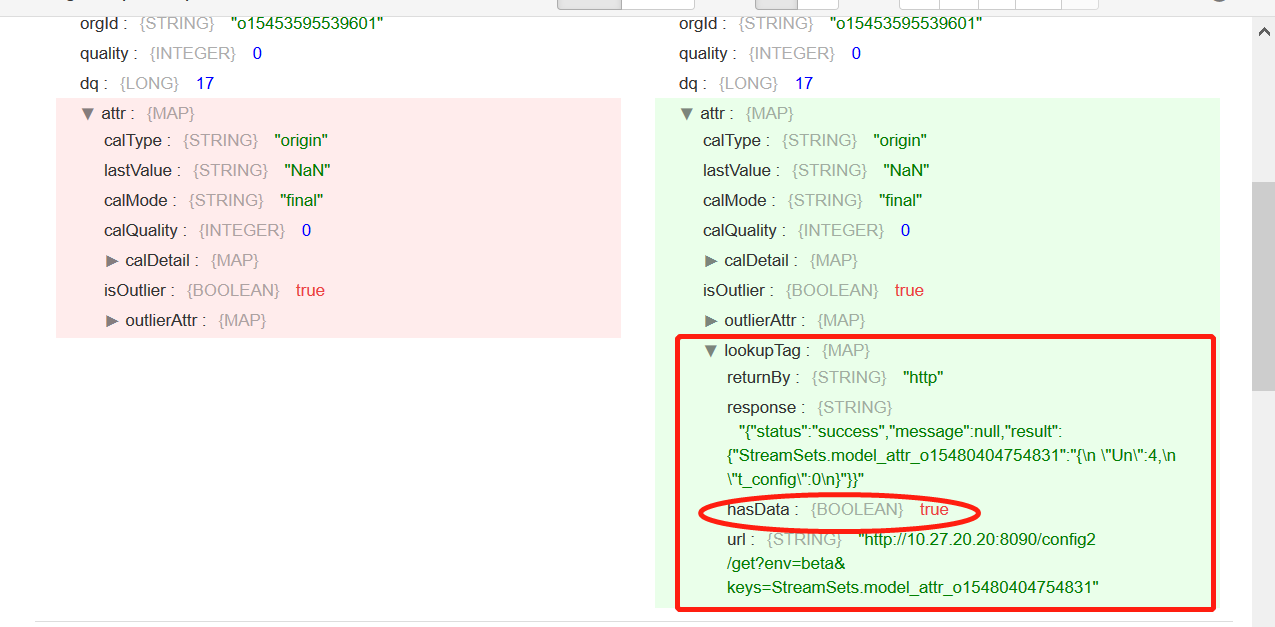 orgId : {STRING} "o15453595539601"
quality : {INTEGER} 0
dq : {LONG} 17
▼ attr : {MAP}
calType : {STRING} "origin"
lastValue : {STRING} "NaN"
calMode : {STRING} "final"
calQuality : {INTEGER} 0
▶ calDetail : {MAP}
isOutlier : {BOOLEAN} true
▶ outlierAttr : {MAP}
orgId : {STRING} "o15453595539601"
quality : {INTEGER} 0
dq : {LONG} 17
▼ attr : {MAP}
calType : {STRING} "origin"
lastValue : {STRING} "NaN"
calMode : {STRING} "final"
calQuality : {INTEGER} 0
▶ calDetail : {MAP}
isOutlier : {BOOLEAN} true
▶ outlierAttr : {MAP}
▼ lookupTag : {MAP}
returnBy : {STRING} "http"
response : {STRING}
"{"status":"success","message":null,"result":
{"StreamSets.model_attr_o15480404754831":"{\n \"Un\":4,\n
\"t_config\":0\n}"}}"
hasData : {BOOLEAN} true
url : {STRING} "http://10.27.20.20:8090/config2
/get?env=beta&
keys=StreamSets.model_attr_o15480404754831"